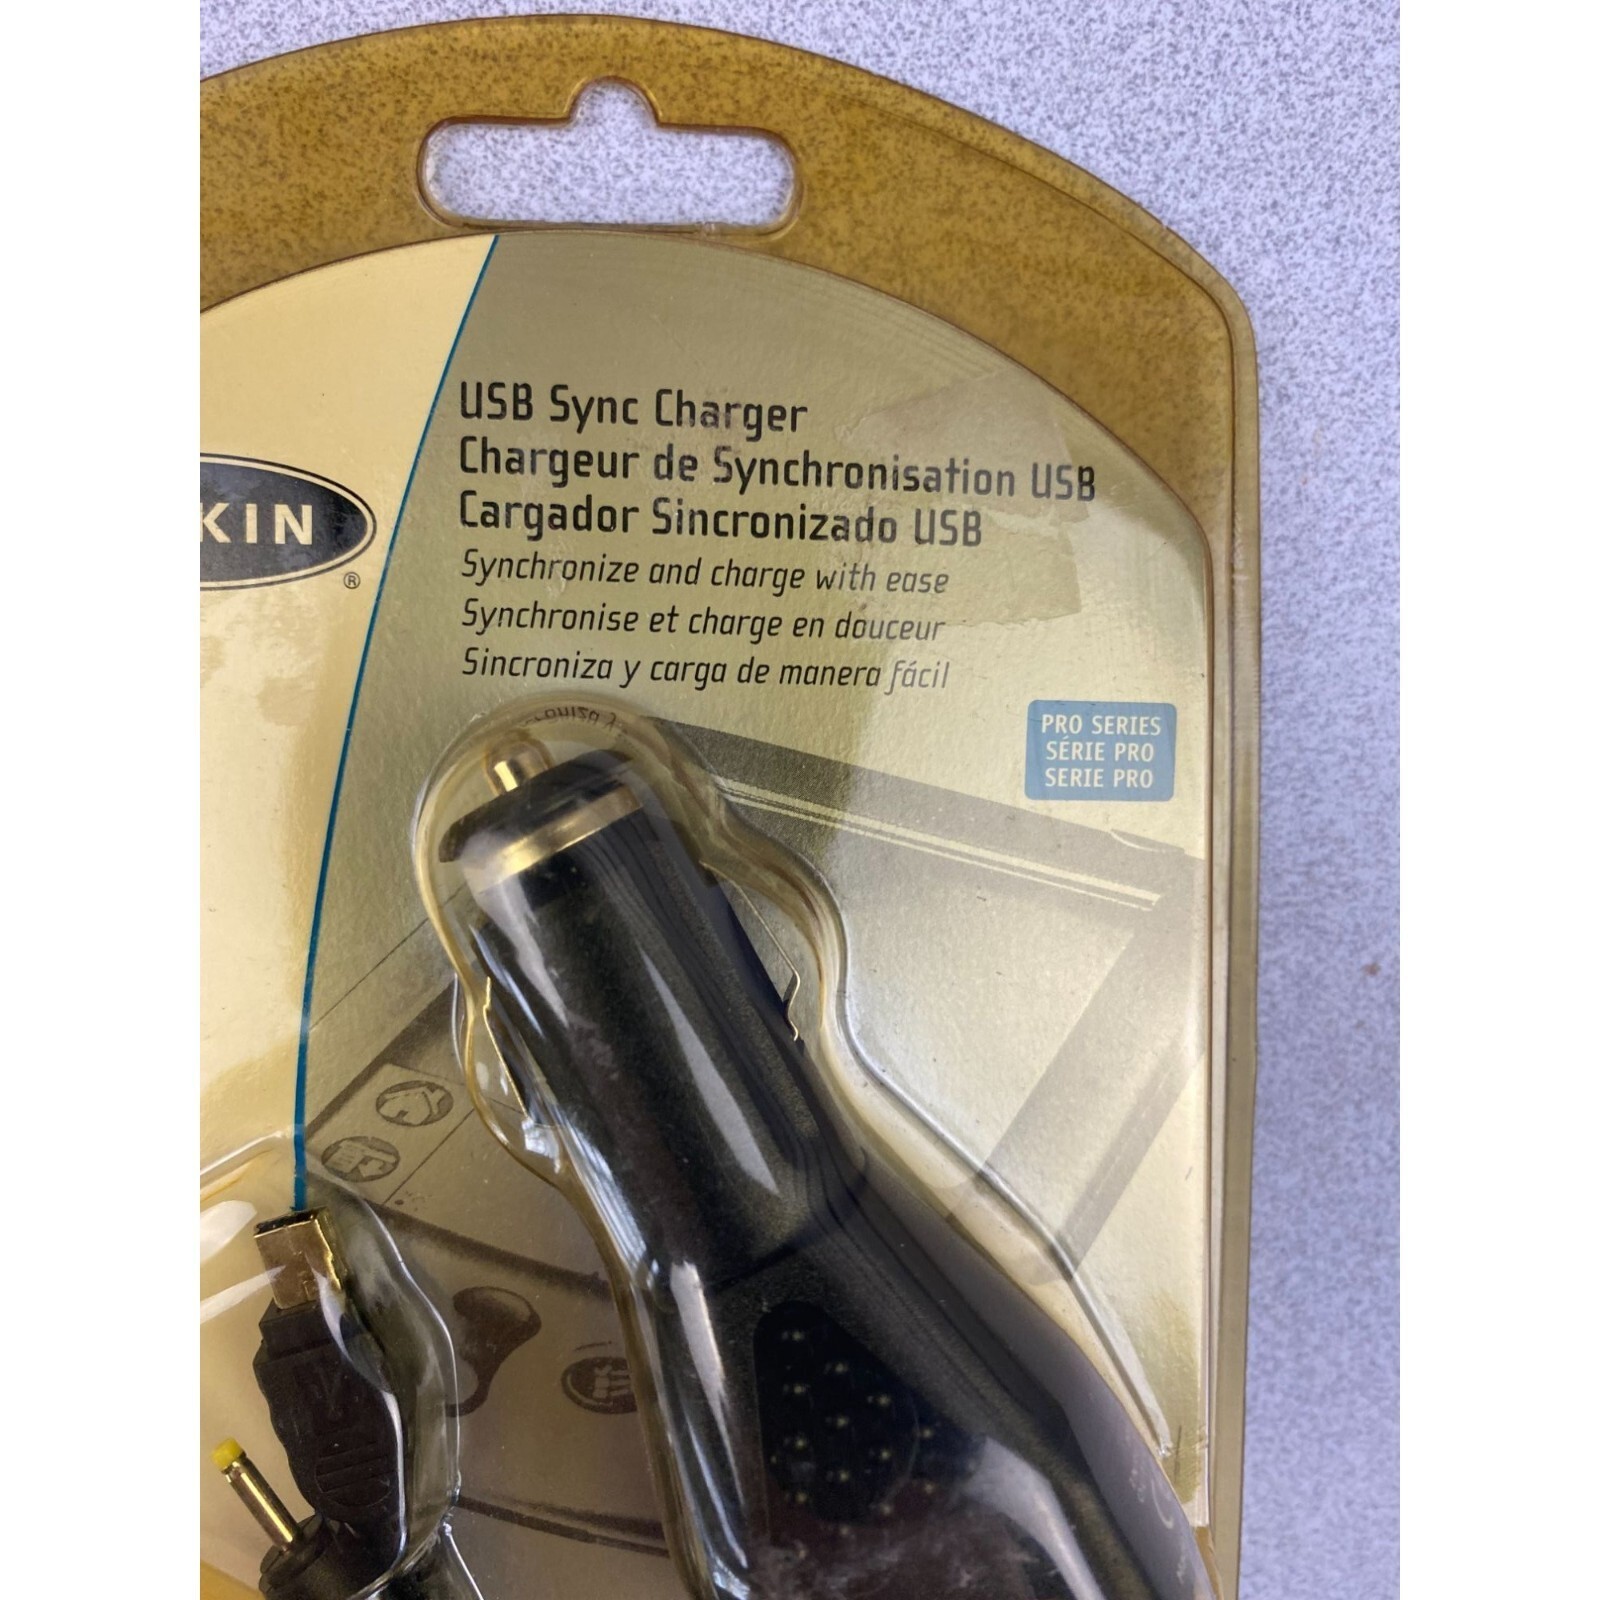 USB Sync Charger
Chargeur de Synchronisation USB
Cargador Sincronizado USB
KIN
®
Synchronize and charge with ease
Synchronise et charge en douceur
Sincroniza y carga de manera fácil
PRO SERIES
SÉRIE PRO
SERIE PRO